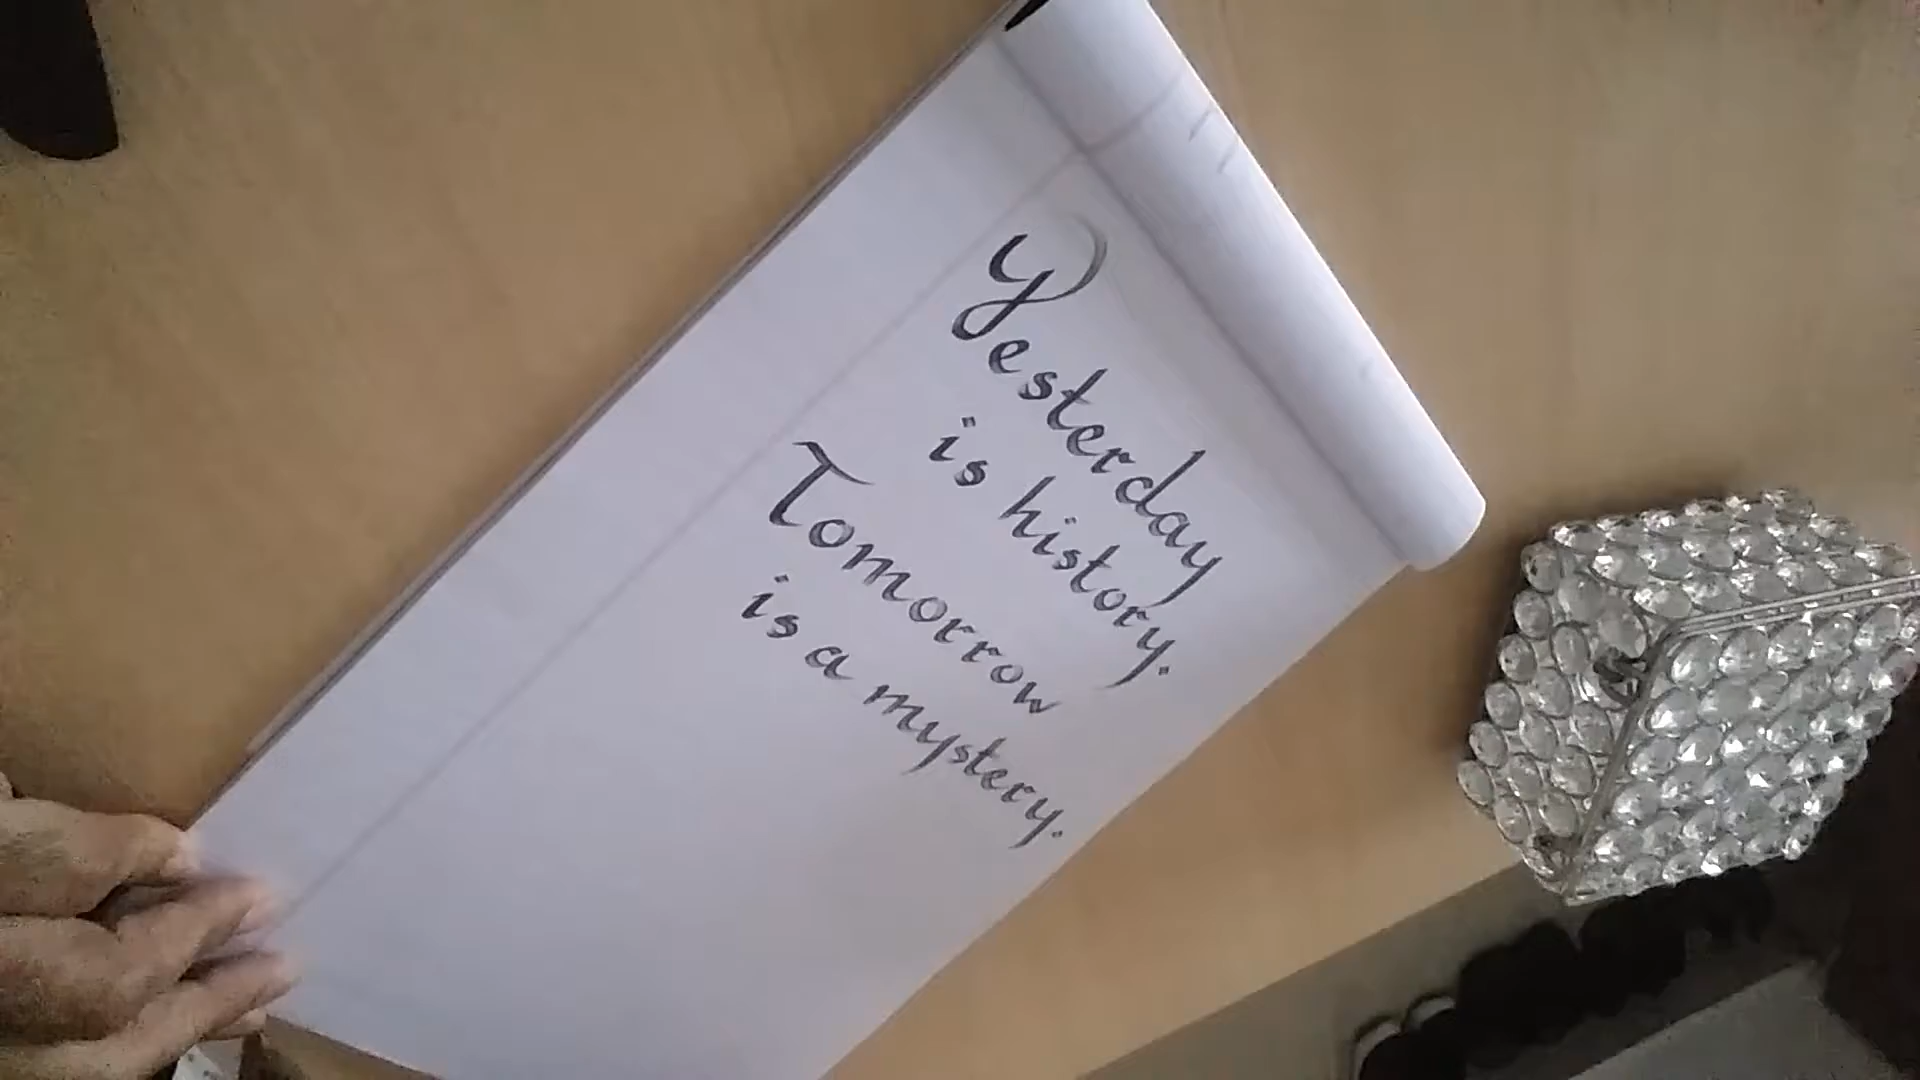 Yesterday
is history.
Tomorrow
is a mystery.